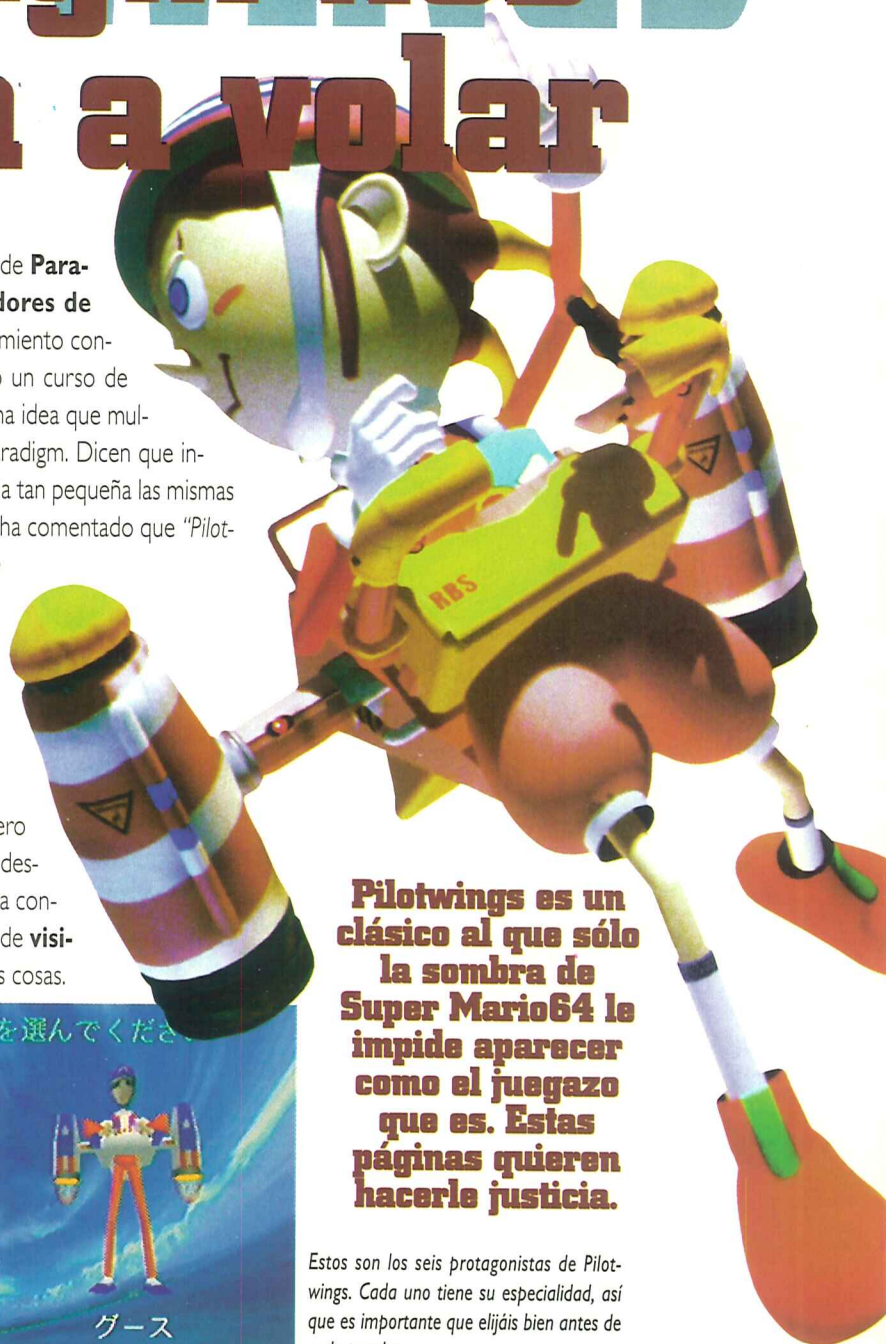 a volar
de Para-
dores de
miento con-
un curso de
na idea que mul-
radigm. Dicen que in-
a tan pequeña las mismas
ha comentado que "Pilot-
RBS
ero
des-
a con-
de visi-
s cosas.
を選んでくださ
グース
Pilotwings es un
clásico al que sólo
la sombra de
Super Mario64 le
impide aparecer
como el juegazo
que es. Estas
páginas quieren
hacerle justicia.
Estos son los seis protagonistas de Pilot-
wings. Cada uno tiene su especialidad, así
que es importante que elijáis bien antes de